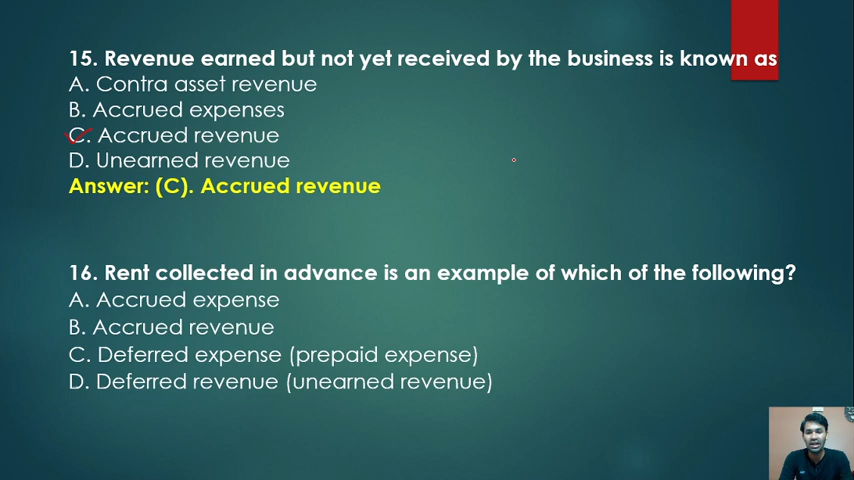 15. Revenue earned but not yet received by the business is known as
A. Contra asset revenue
B. Accrued expenses
C. Accrued revenue
D. Unearned revenue
Answer: (C). Accrued revenue
16. Rent collected in advance is an example of which of the following?
A. Accrued expense
B. Accrued revenue
C. Deferred expense (prepaid expense)
D. Deferred revenue (unearned revenue)